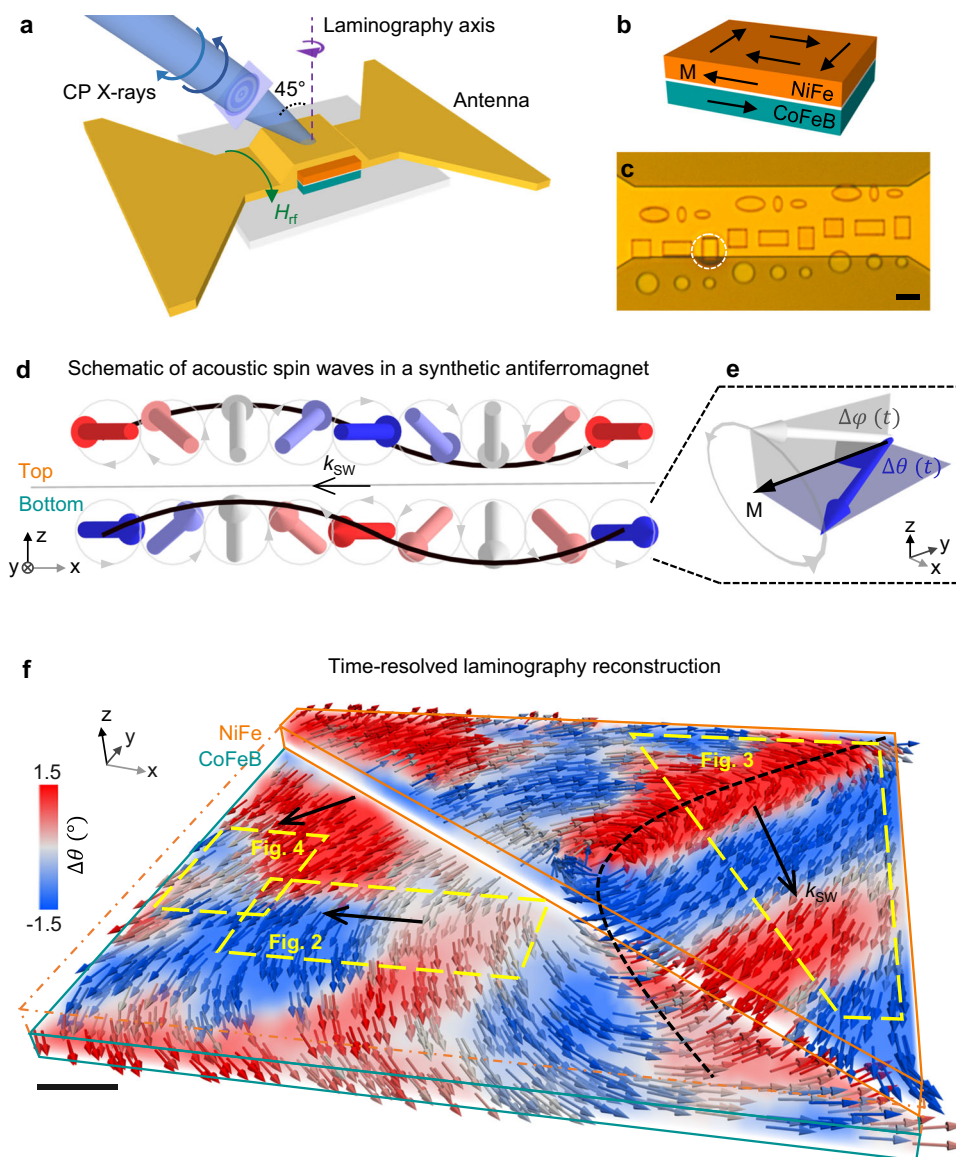 a
Laminography axis
CP X-rays
45°
Antenna
H_rf
b
M
NiFe
CoFeB
c
d Schematic of acoustic spin waves in a synthetic antiferromagnet
k_SW
Top
Bottom
z
y x
e
Δφ (t)
Δθ (t)
M
z
y
x
f Time-resolved laminography reconstruction
z
y
x
NiFe
CoFeB
1.5
Δθ (°)
-1.5
Fig. 3
Fig. 4
k_SW
Fig. 2